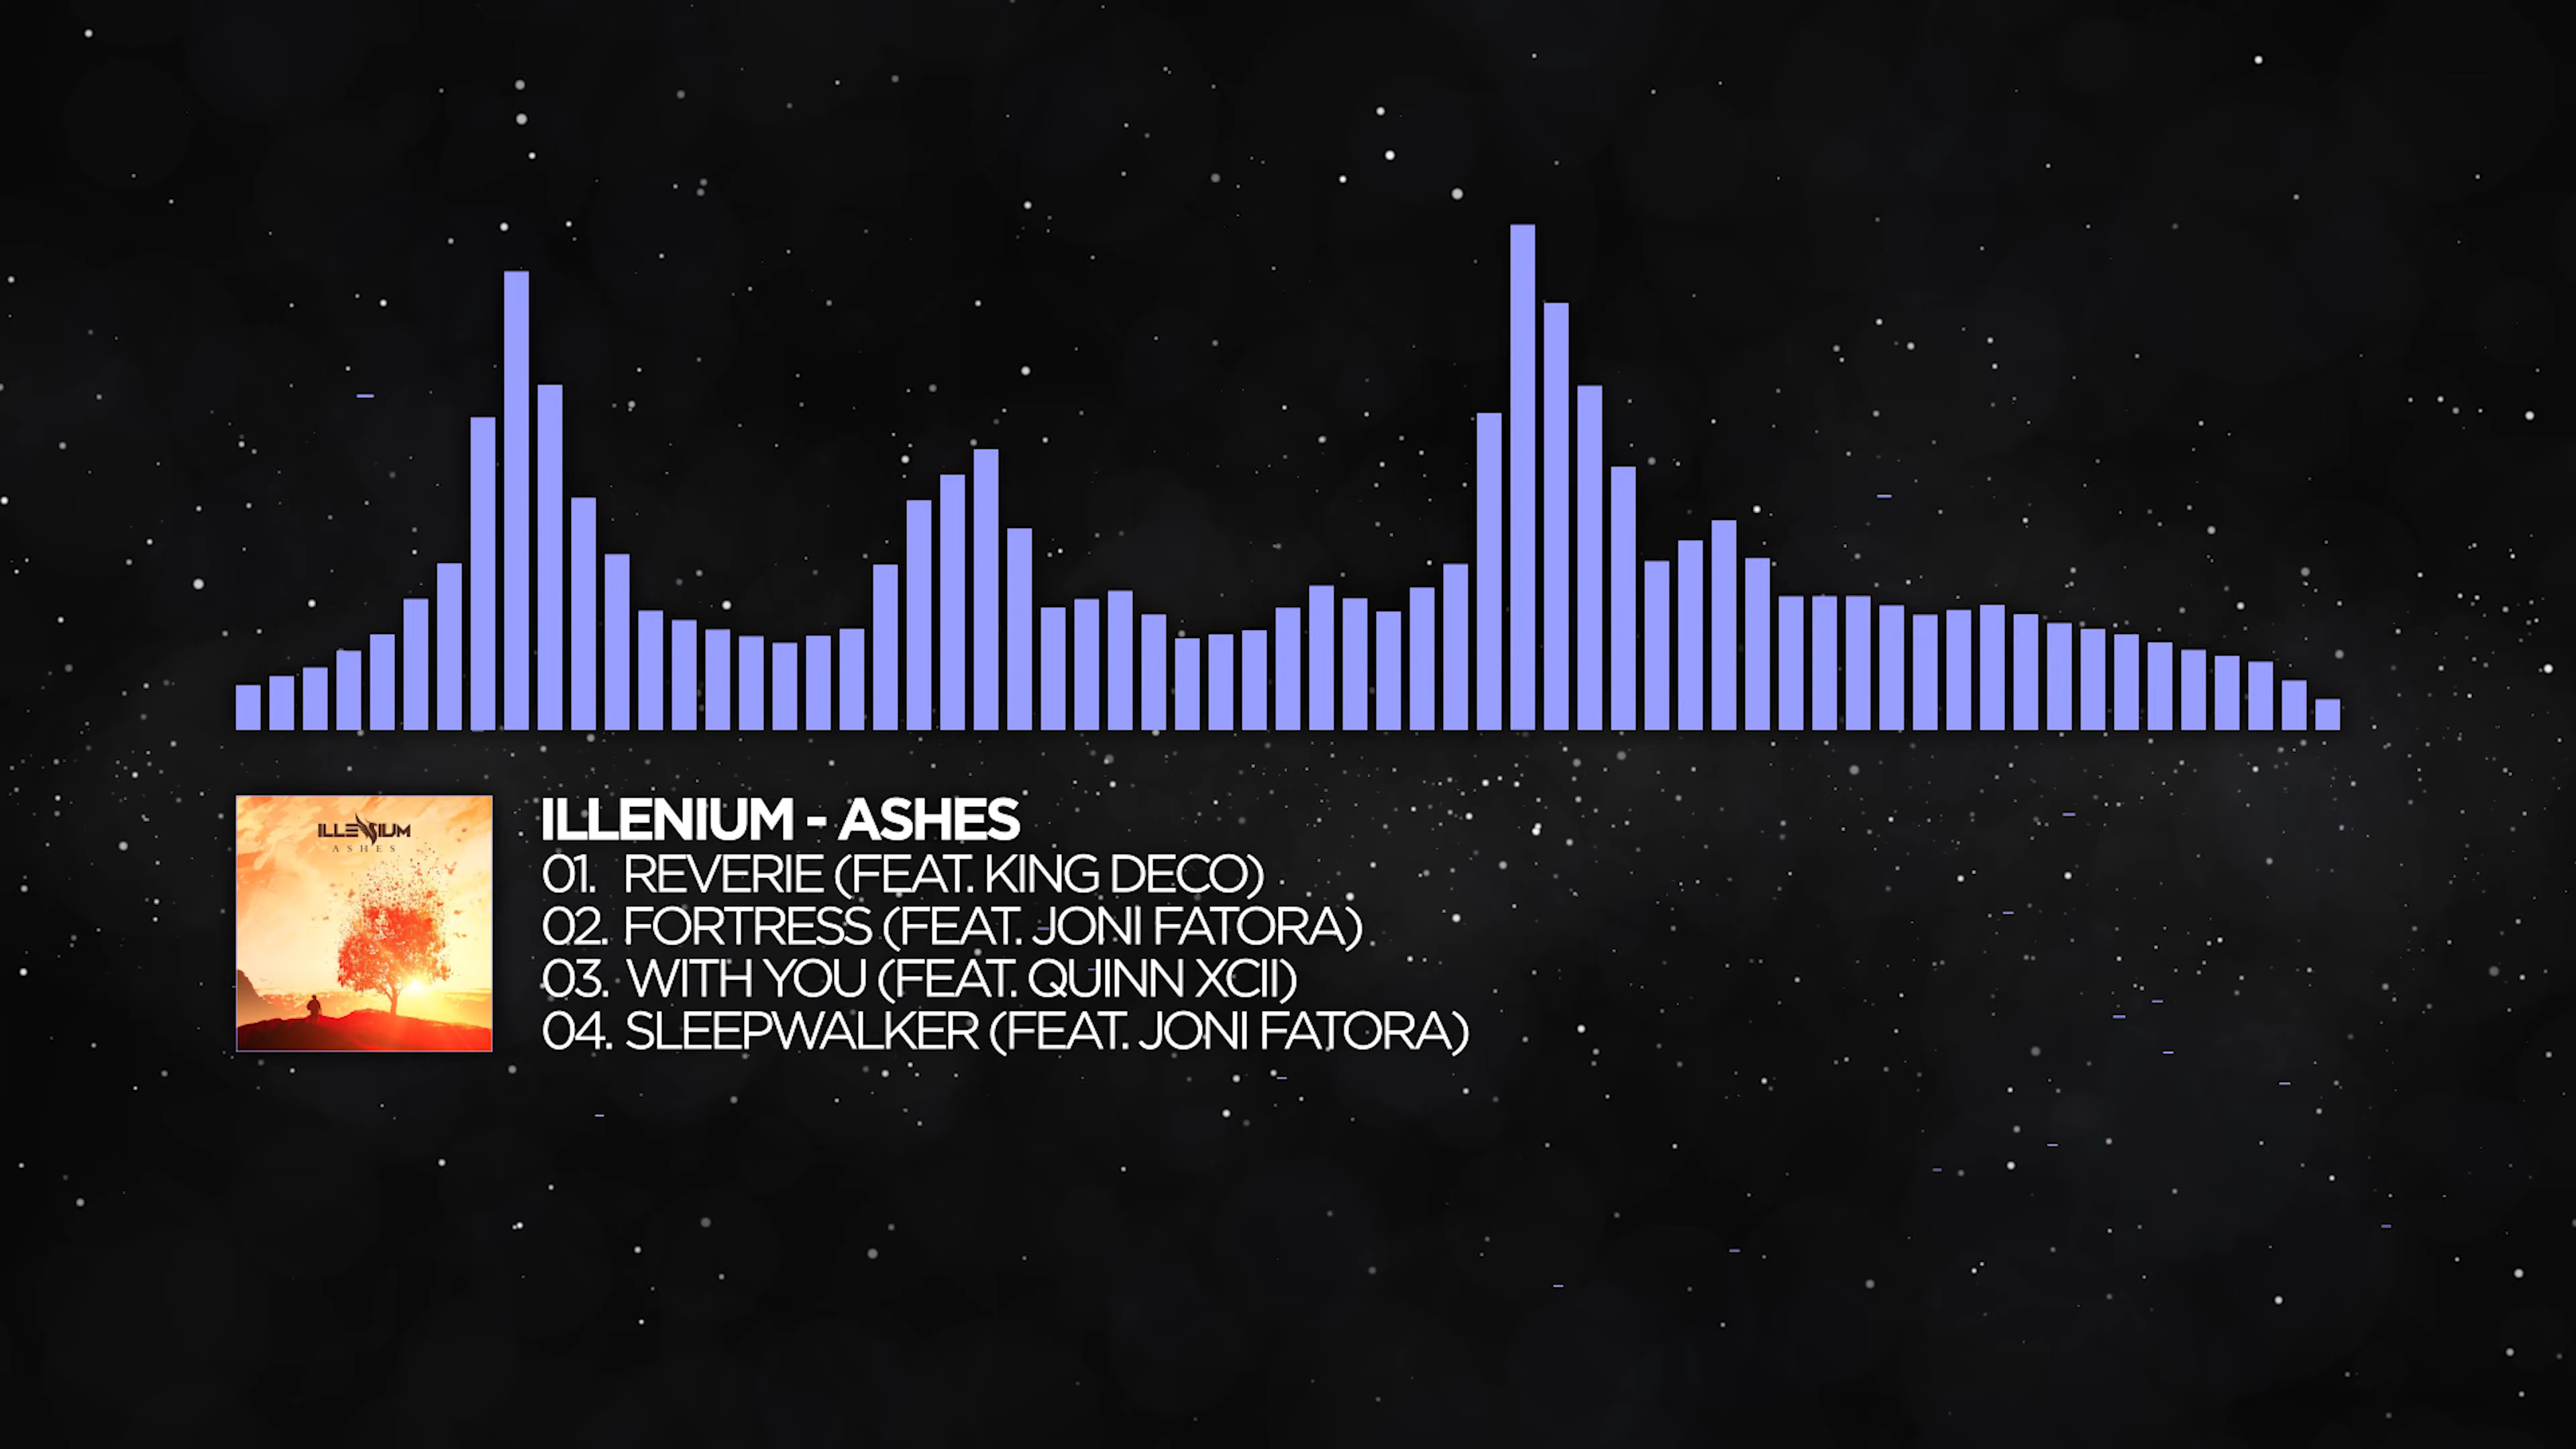 ILLENIUM
ASHES
ILLENIUM - ASHES
01. REVERIE (FEAT. KING DECO)
02. FORTRESS (FEAT. JONI FATORA)
03. WITH YOU (FEAT. QUINN XCII)
04. SLEEPWALKER (FEAT. JONI FATORA)